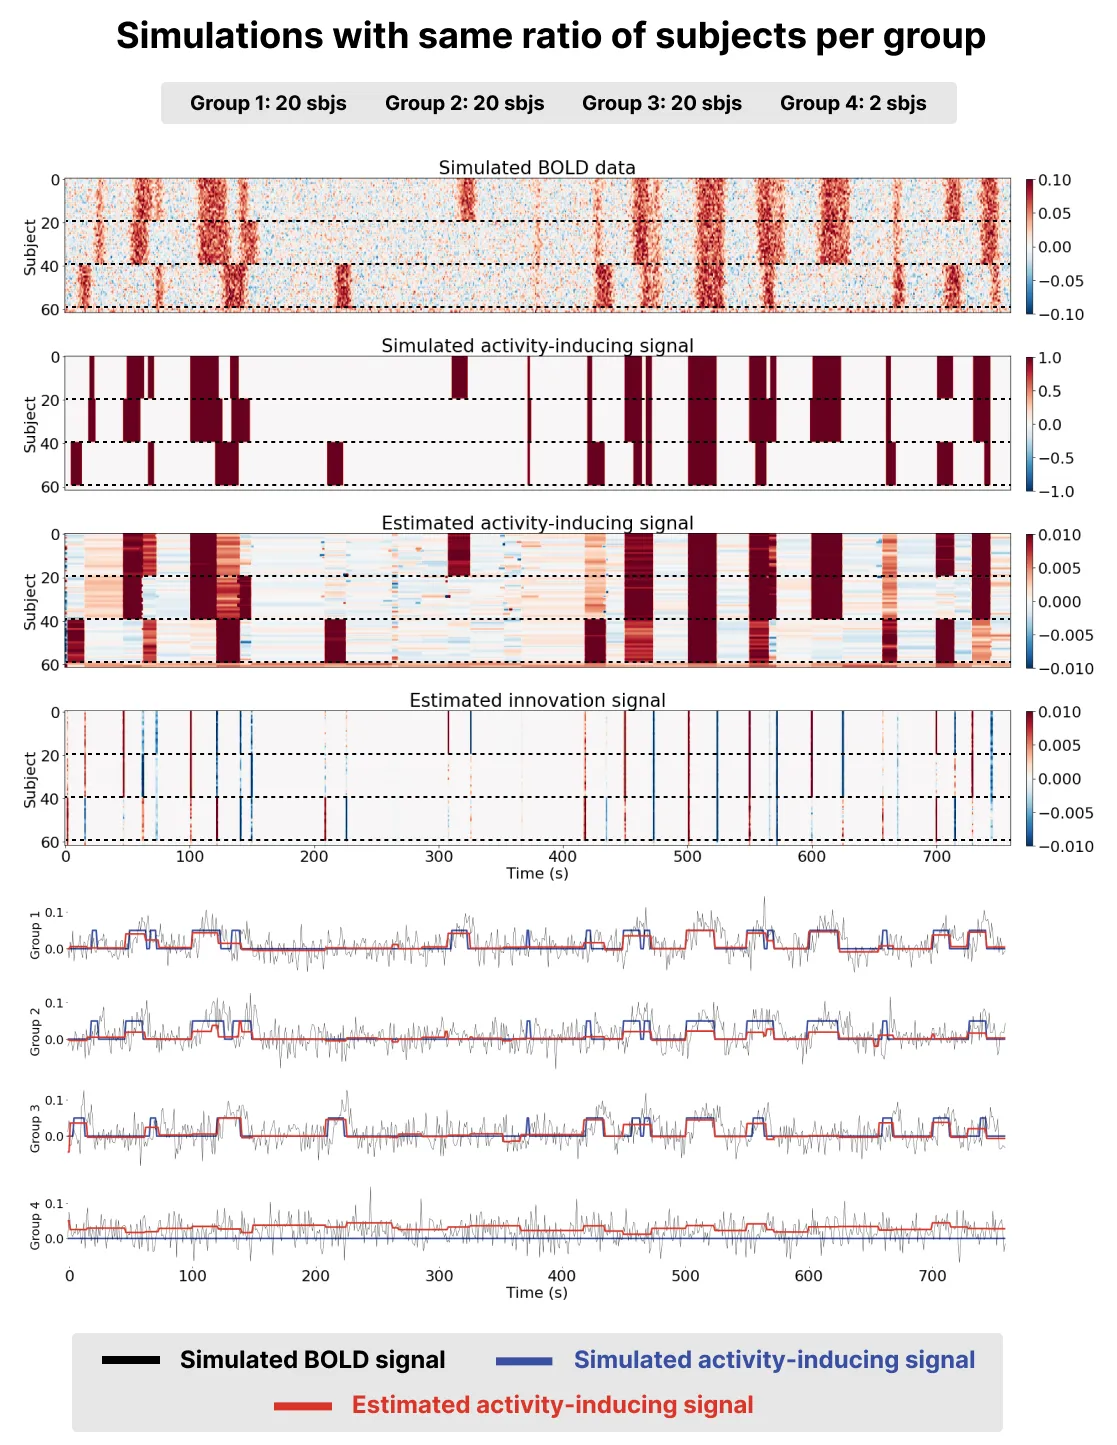 Simulations with same ratio of subjects per group
Group 1: 20 sbjs Group 2: 20 sbjs Group 3: 20 sbjs Group 4: 2 sbjs
Simulated BOLD data
Subject
0
20
40
60
0.10
0.05
0.00
−0.05
−0.10
Simulated activity-inducing signal
Subject
0
20
40
60
1.0
0.5
0.0
−0.5
−1.0
Estimated activity-inducing signal
Subject
0
20
40
60
0.010
0.005
0.000
−0.005
−0.010
Estimated innovation signal
Subject
0
20
40
60
0.010
0.005
0.000
−0.005
−0.010
0 100 200 300 400 500 600 700
Time (s)
Group 1
0.1
0.0
Group 2
0.1
0.0
Group 3
0.1
0.0
Group 4
0.1
0.0
0 100 200 300 400 500 600 700
Time (s)
Simulated BOLD signal Simulated activity-inducing signal
Estimated activity-inducing signal